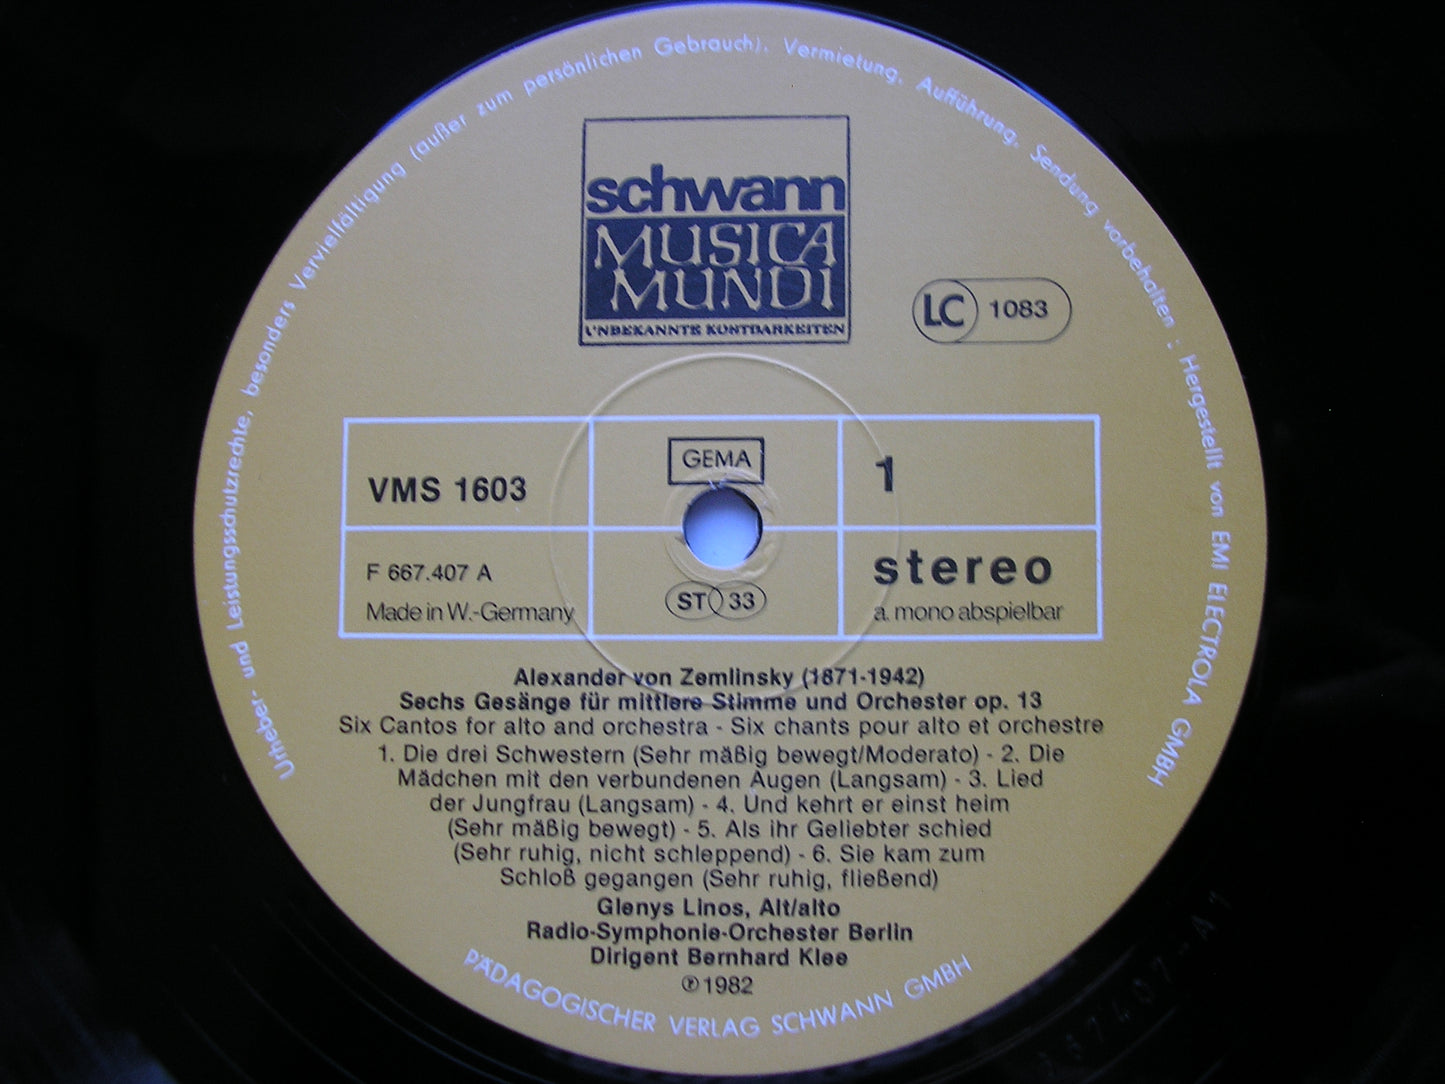 Urheber- und Leistungsschutzrechte, besonders Vervielfältigung (außer zum persönlichen Gebrauch), Vermietung, Aufführung, Sendung vorbehalten ; Hergestellt von EMI ELECTROLA GMBH
schwann
MUSICA
MUNDI
UNBEKANNTE KOSTBARKEITEN
LC 1083
VMS 1603
GEMA
1
F 667.407 A
Made in W.-Germany
ST 33
stereo
a. mono abspielbar
Alexander von Zemlinsky (1871-1942)
Sechs Gesänge für mittlere Stimme und Orchester op. 13
Six Cantos for alto and orchestra - Six chants pour alto et orchestre
1. Die drei Schwestern (Sehr mäßig bewegt/Moderato) - 2. Die
Mädchen mit den verbundenen Augen (Langsam) - 3. Lied
der Jungfrau (Langsam) - 4. Und kehrt er einst heim
(Sehr mäßig bewegt) - 5. Als ihr Geliebter schied
(Sehr ruhig, nicht schleppend) - 6. Sie kam zum
Schloß gegangen (Sehr ruhig, fließend)
Glenys Linos, Alt/alto
Radio-Symphonie-Orchester Berlin
Dirigent Bernhard Klee
℗1982
PÄDAGOGISCHER VERLAG SCHWANN GMBH